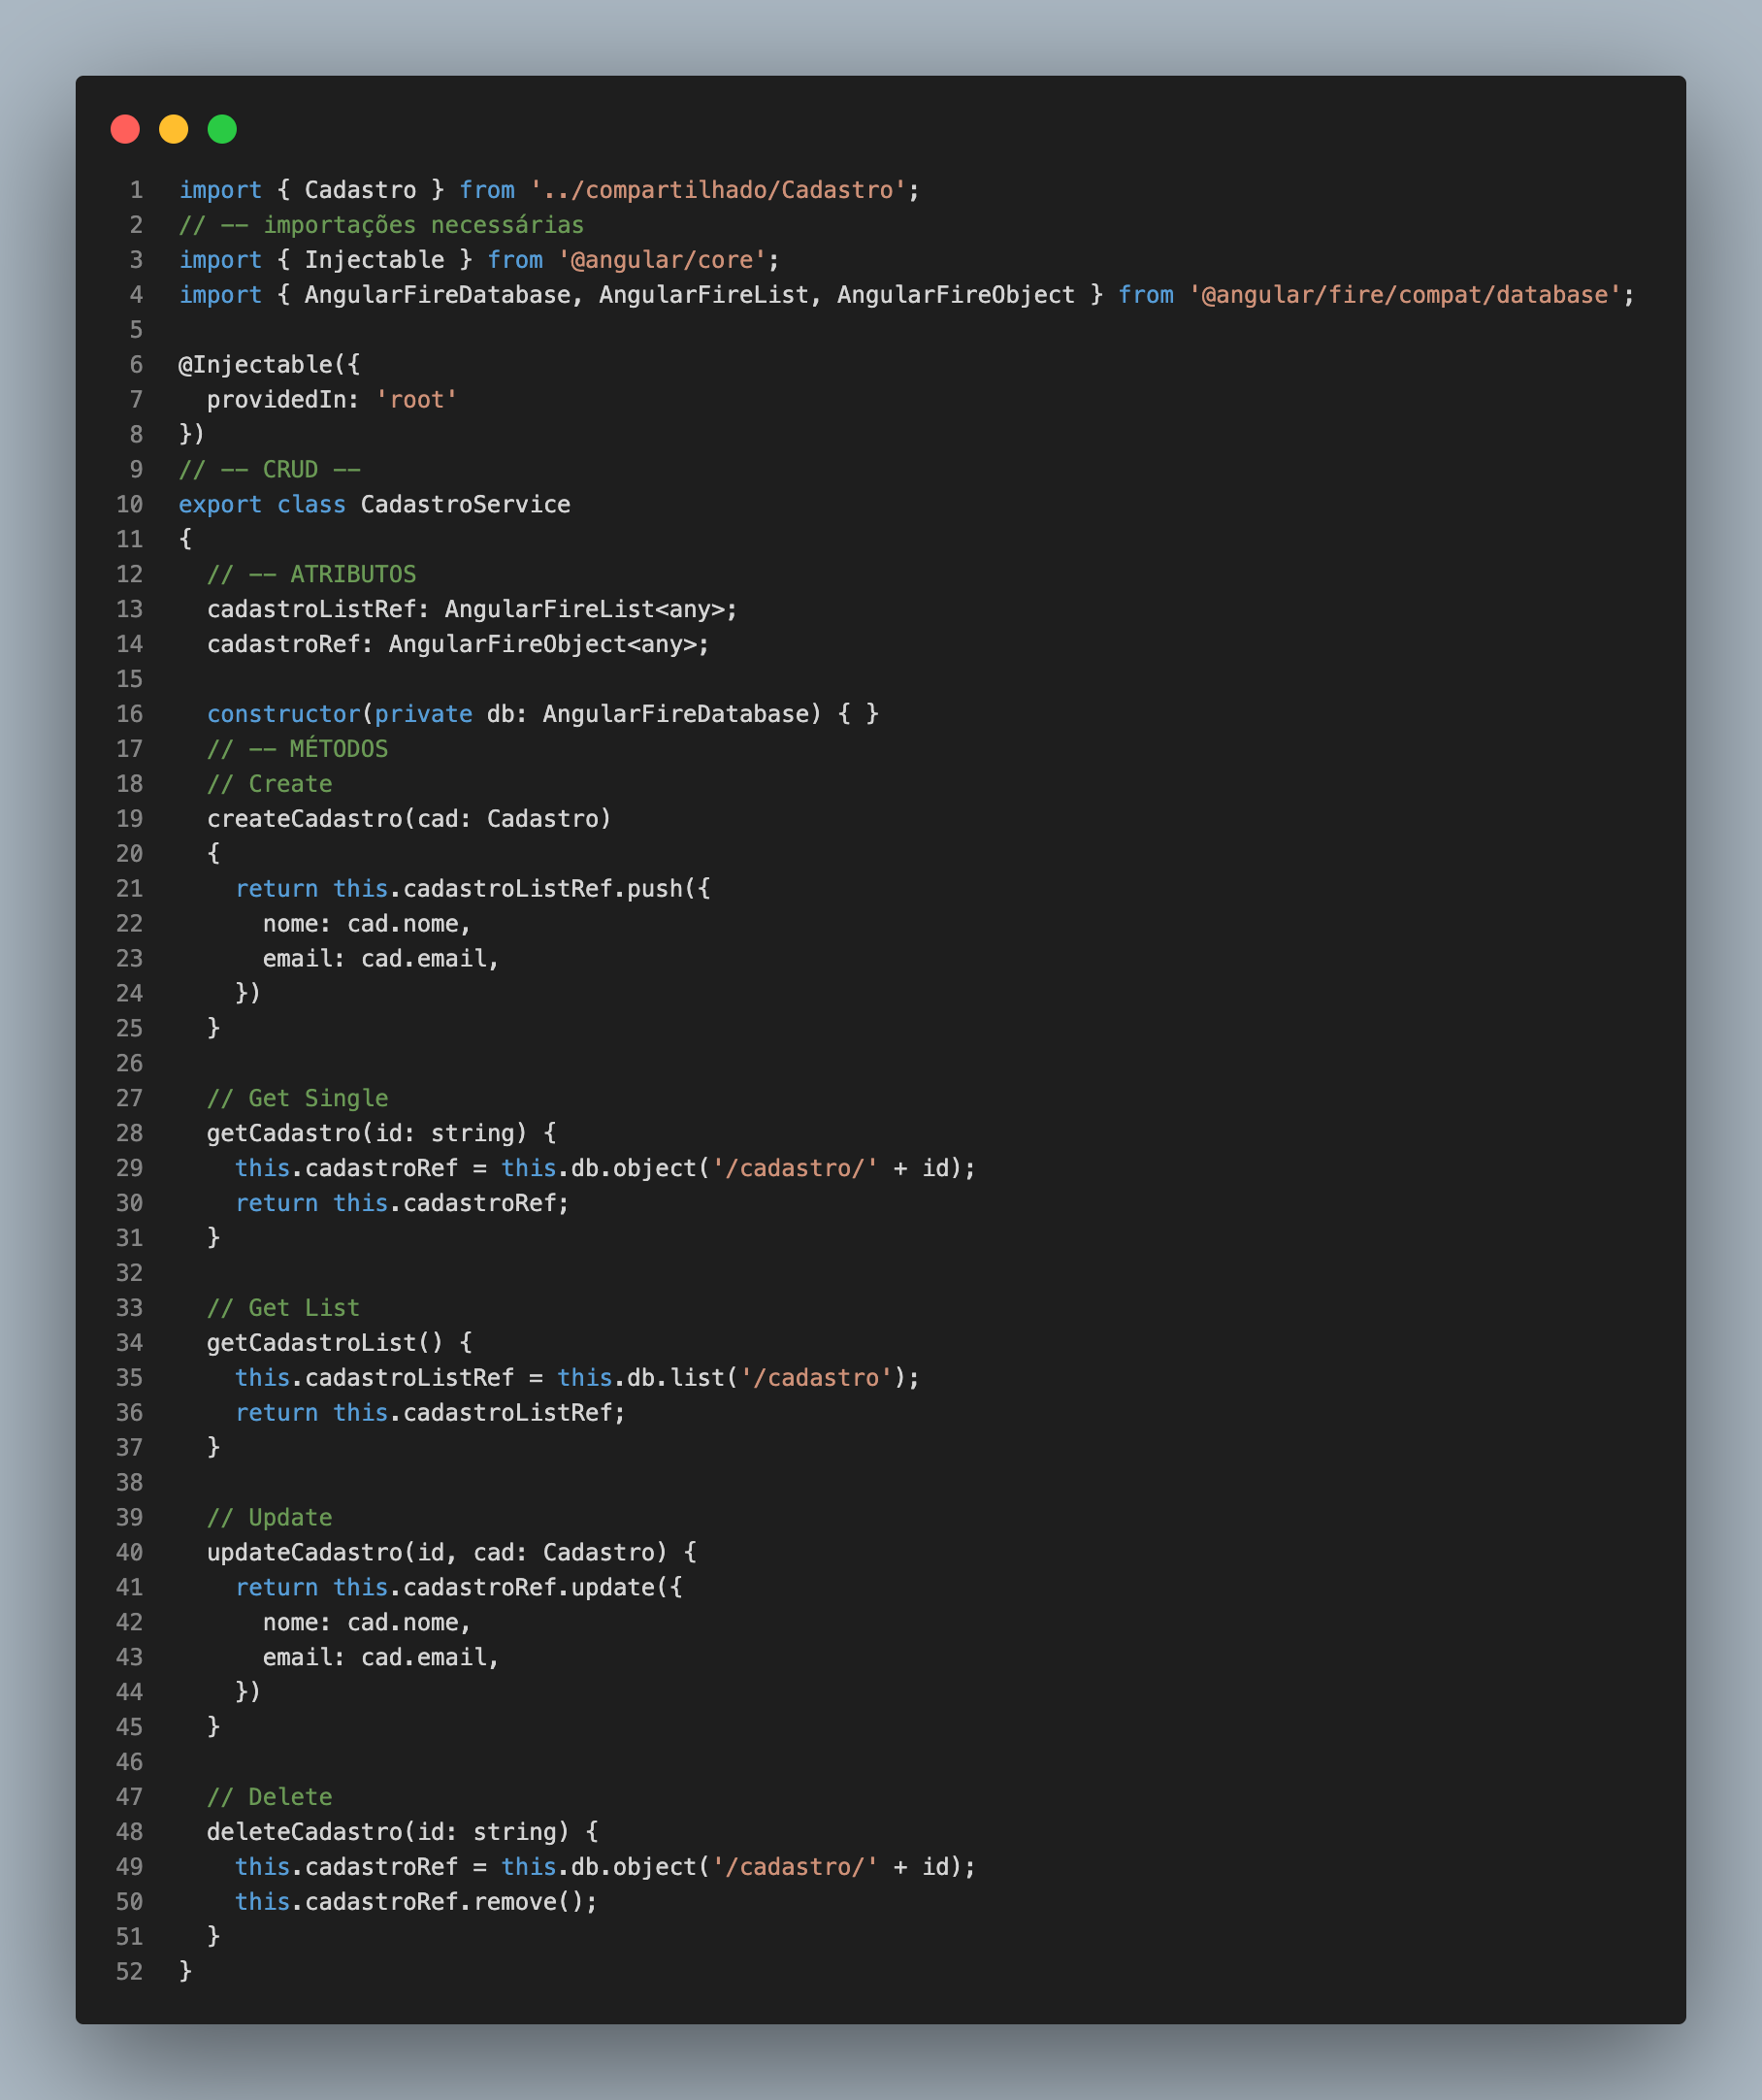 1 import { Cadastro } from '../compartilhado/Cadastro';
2 // -- importações necessárias
3 import { Injectable } from '@angular/core';
4 import { AngularFireDatabase, AngularFireList, AngularFireObject } from '@angular/fire/compat/database';
5
6 @Injectable({
7   providedIn: 'root'
8 })
9 // -- CRUD --
10 export class CadastroService
11 {
12   // -- ATRIBUTOS
13   cadastroListRef: AngularFireList<any>;
14   cadastroRef: AngularFireObject<any>;
15
16   constructor(private db: AngularFireDatabase) { }
17   // -- MÉTODOS
18   // Create
19   createCadastro(cad: Cadastro)
20   {
21     return this.cadastroListRef.push({
22       nome: cad.nome,
23       email: cad.email,
24     })
25   }
26
27   // Get Single
28   getCadastro(id: string) {
29     this.cadastroRef = this.db.object('/cadastro/' + id);
30     return this.cadastroRef;
31   }
32
33   // Get List
34   getCadastroList() {
35     this.cadastroListRef = this.db.list('/cadastro');
36     return this.cadastroListRef;
37   }
38
39   // Update
40   updateCadastro(id, cad: Cadastro) {
41     return this.cadastroRef.update({
42       nome: cad.nome,
43       email: cad.email,
44     })
45   }
46
47   // Delete
48   deleteCadastro(id: string) {
49     this.cadastroRef = this.db.object('/cadastro/' + id);
50     this.cadastroRef.remove();
51   }
52 }